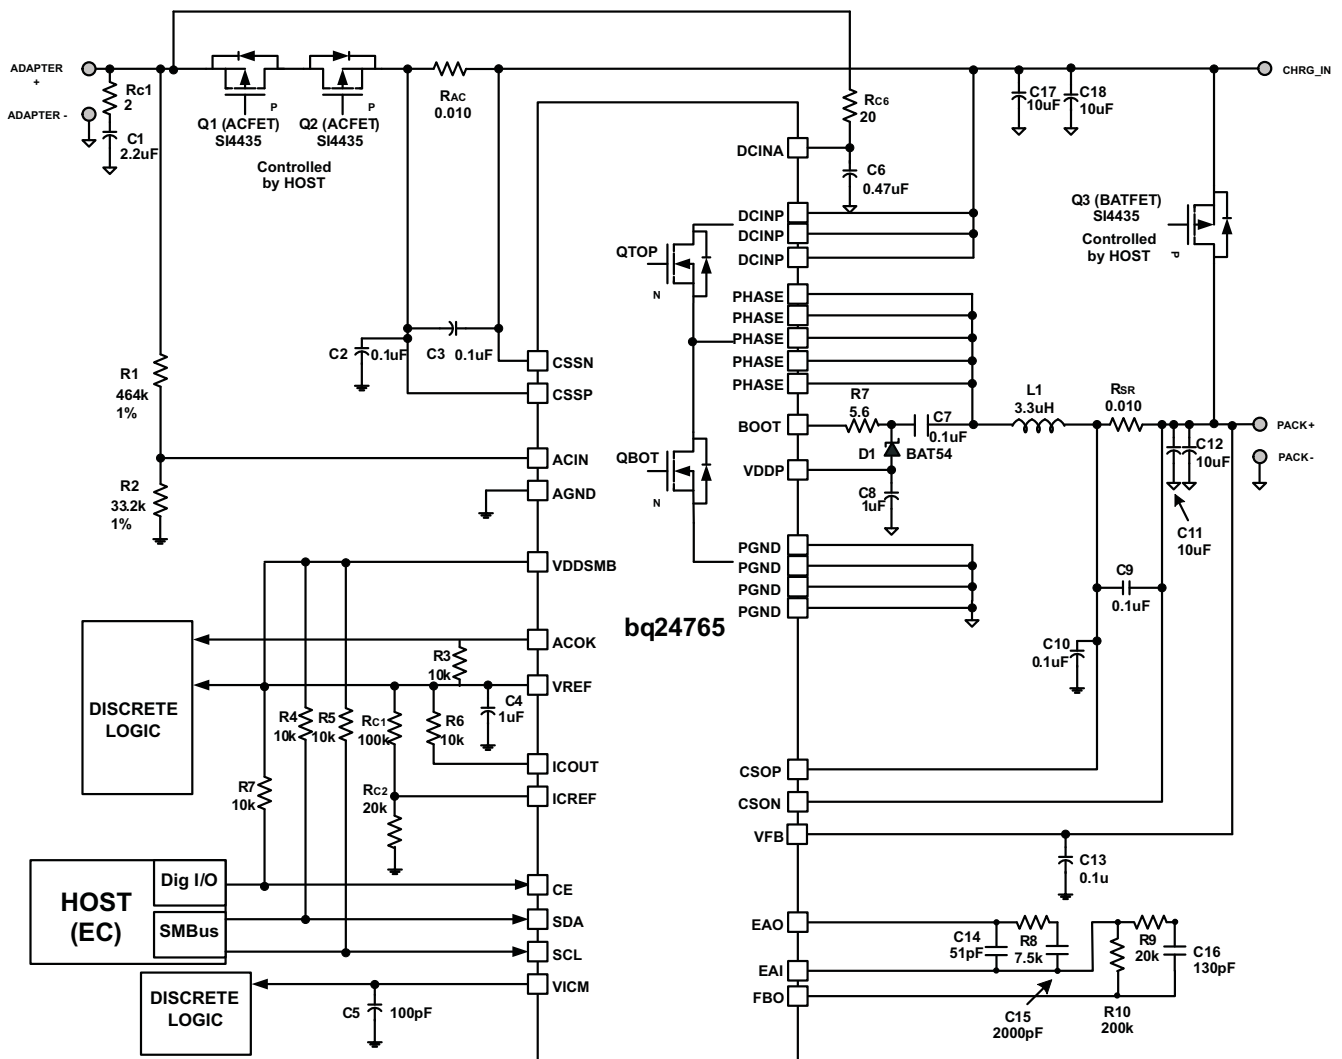 ADAPTER
+
ADAPTER -
RC1
2
C1
2.2uF
Q1 (ACFET)
SI4435
P
Q2 (ACFET)
SI4435
P
Controlled
by HOST
RAC
0.010
RC6
20
C6
0.47uF
C17
10uF
C18
10uF
CHRG_IN
Q3 (BATFET)
SI4435
Controlled
by HOST
P
R1
464k
1%
R2
33.2k
1%
C2
0.1uF
C3
0.1uF
CSSN
CSSP
ACIN
AGND
VDDSMB
ACOK
VREF
ICOUT
ICREF
CE
SDA
SCL
VICM
bq24765
QTOP
N
QBOT
N
DCINA
DCINP
DCINP
DCINP
PHASE
PHASE
PHASE
PHASE
PHASE
BOOT
VDDP
PGND
PGND
PGND
PGND
CSOP
CSON
VFB
EAO
EAI
FBO
R7
5.6
C7
0.1uF
D1
BAT54
C8
1uF
L1
3.3uH
RSR
0.010
PACK+
PACK-
C12
10uF
C11
10uF
C9
0.1uF
C10
0.1uF
C13
0.1u
C14
51pF
R8
7.5k
C15
2000pF
R9
20k
C16
130pF
R10
200k
DISCRETE
LOGIC
R3
10k
C4
1uF
R4
10k
R5
10k
RC1
100k
R6
10k
R7
10k
RC2
20k
HOST
(EC)
Dig I/O
SMBus
DISCRETE
LOGIC
C5
100pF